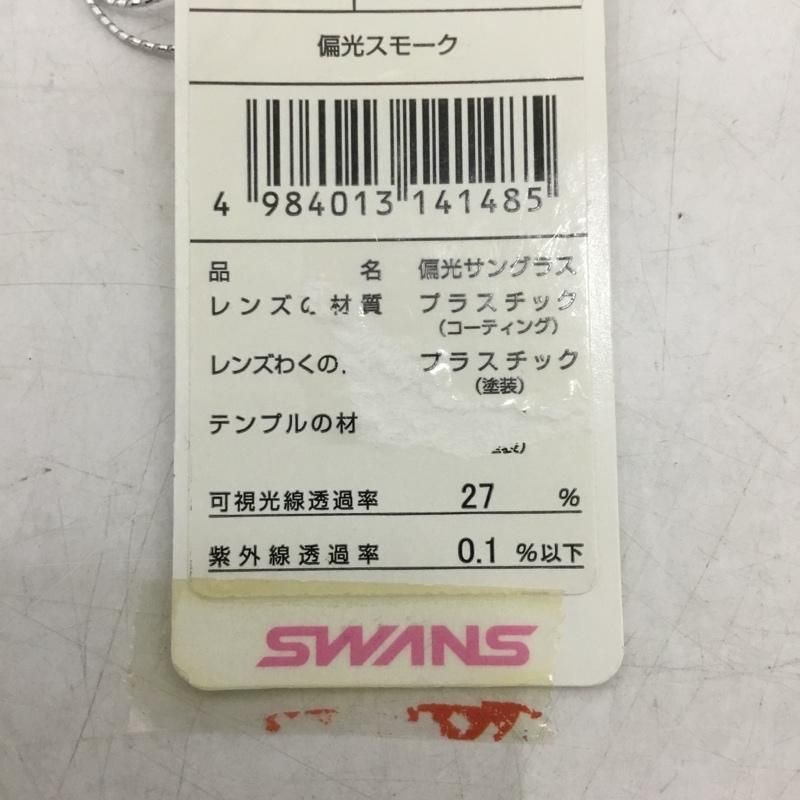 偏光スモーク
4 984013 141485
品名 偏光サングラス
レンズの材質 プラスチック
(コーティング)
レンズわくの プラスチック
(塗装)
テンプルの材
可視光線透過率 27 %
紫外線透過率 0.1 %以下
SWANS